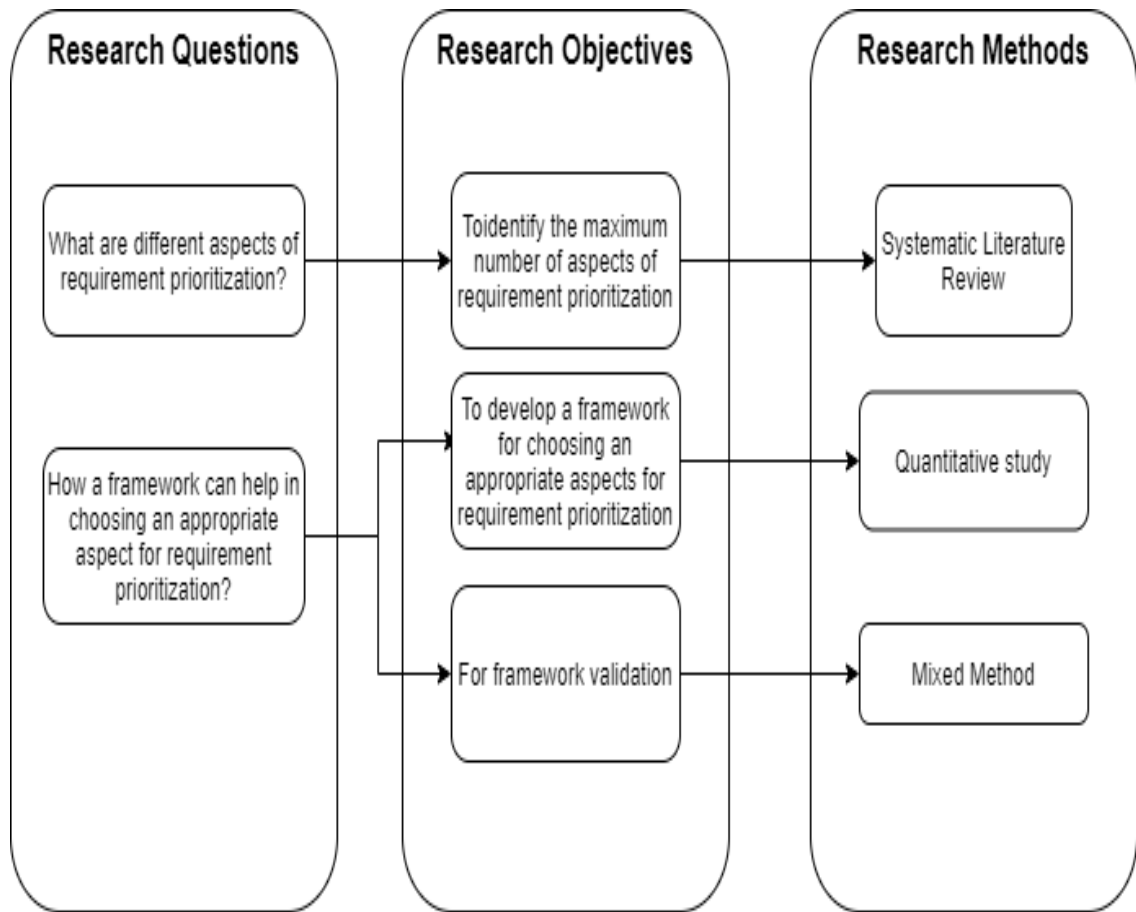 Research Questions
What are different aspects of
requirement prioritization?
How a framework can help in
choosing an appropriate
aspect for requirement
prioritization?
Research Objectives
Toidentify the maximum
number of aspects of
requirement prioritization
To develop a framework
for choosing an
appropriate aspects for
requirement prioritization
For framework validation
Research Methods
Systematic Literature
Review
Quantitative study
Mixed Method